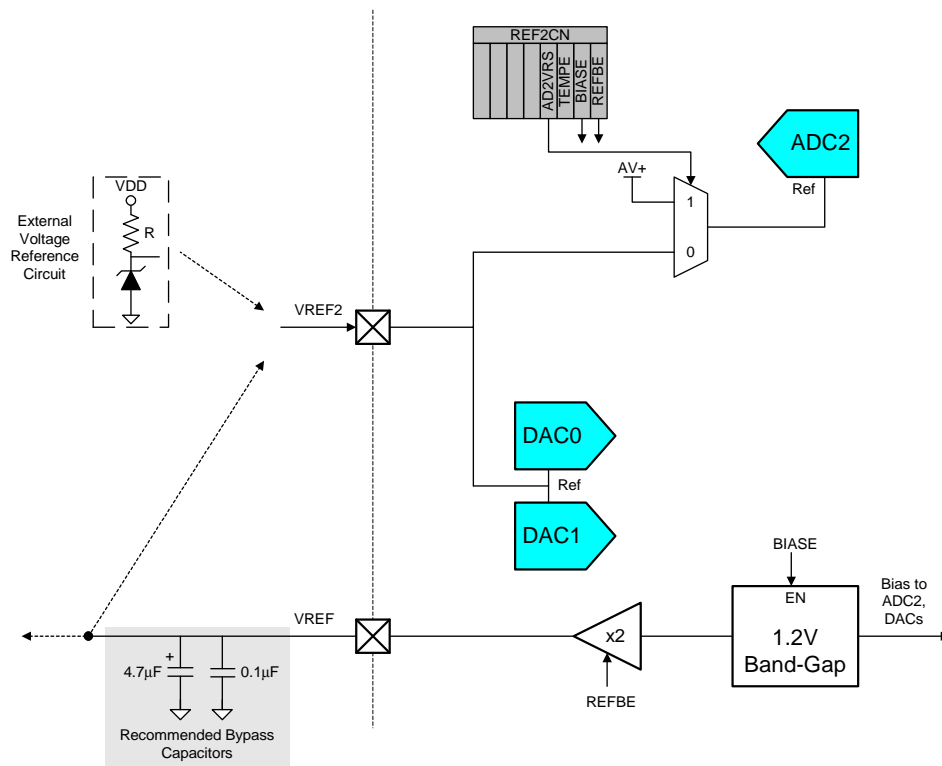 REF2CN
AD2VRS
TEMPE
BIASE
REFBE
ADC2
Ref
AV+
1
0
VDD
R
External
Voltage
Reference
Circuit
VREF2
DAC0
Ref
DAC1
BIASE
EN
1.2V
Band-Gap
Bias to
ADC2,
DACs
x2
REFBE
VREF
+
4.7µF
0.1µF
Recommended Bypass
Capacitors